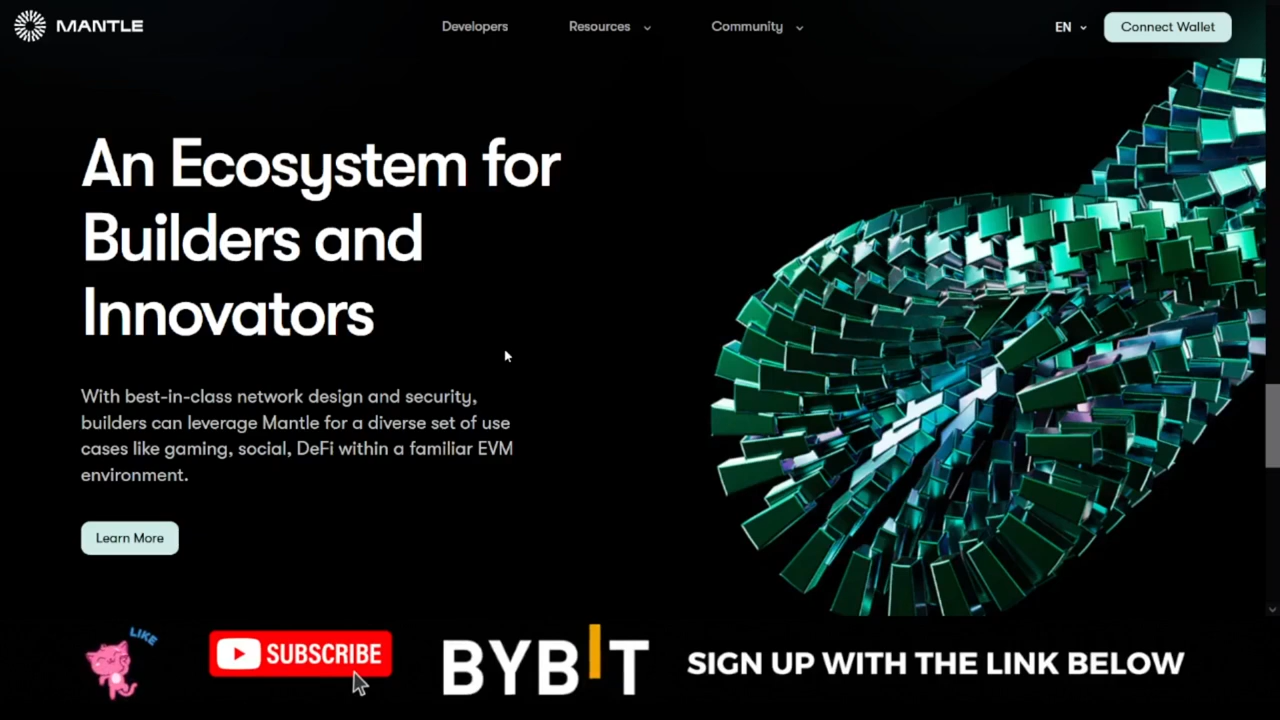 MANTLE
Developers
Resources
Community
EN
Connect Wallet
An Ecosystem for
Builders and
Innovators
With best-in-class network design and security,
builders can leverage Mantle for a diverse set of use
cases like gaming, social, DeFi within a familiar EVM
environment.
Learn More
LIKE
SUBSCRIBE
BYBIT
SIGN UP WITH THE LINK BELOW